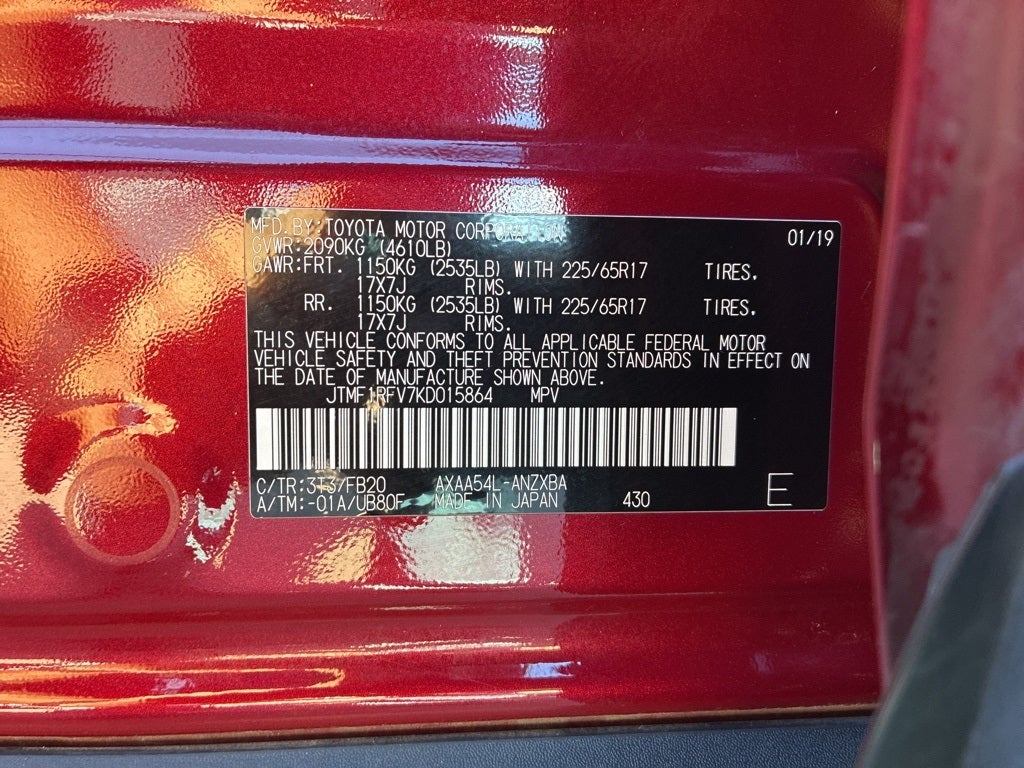 MFD.BY:TOYOTA MOTOR CORPORATION 01/19
GVWR:2090KG (4610LB)
GAWR:FRT. 1150KG (2535LB) WITH 225/65R17 TIRES.
17X7J RIMS.
RR. 1150KG (2535LB) WITH 225/65R17 TIRES.
17X7J RIMS.
THIS VEHICLE CONFORMS TO ALL APPLICABLE FEDERAL MOTOR
VEHICLE SAFETY AND THEFT PREVENTION STANDARDS IN EFFECT ON
THE DATE OF MANUFACTURE SHOWN ABOVE.
JTMF1RFV7KD015864 MPV
C/TR:3T37FB20 AXAA54L-ANZXBA
A/TM:-01A/UB80F MADE IN JAPAN 430 E